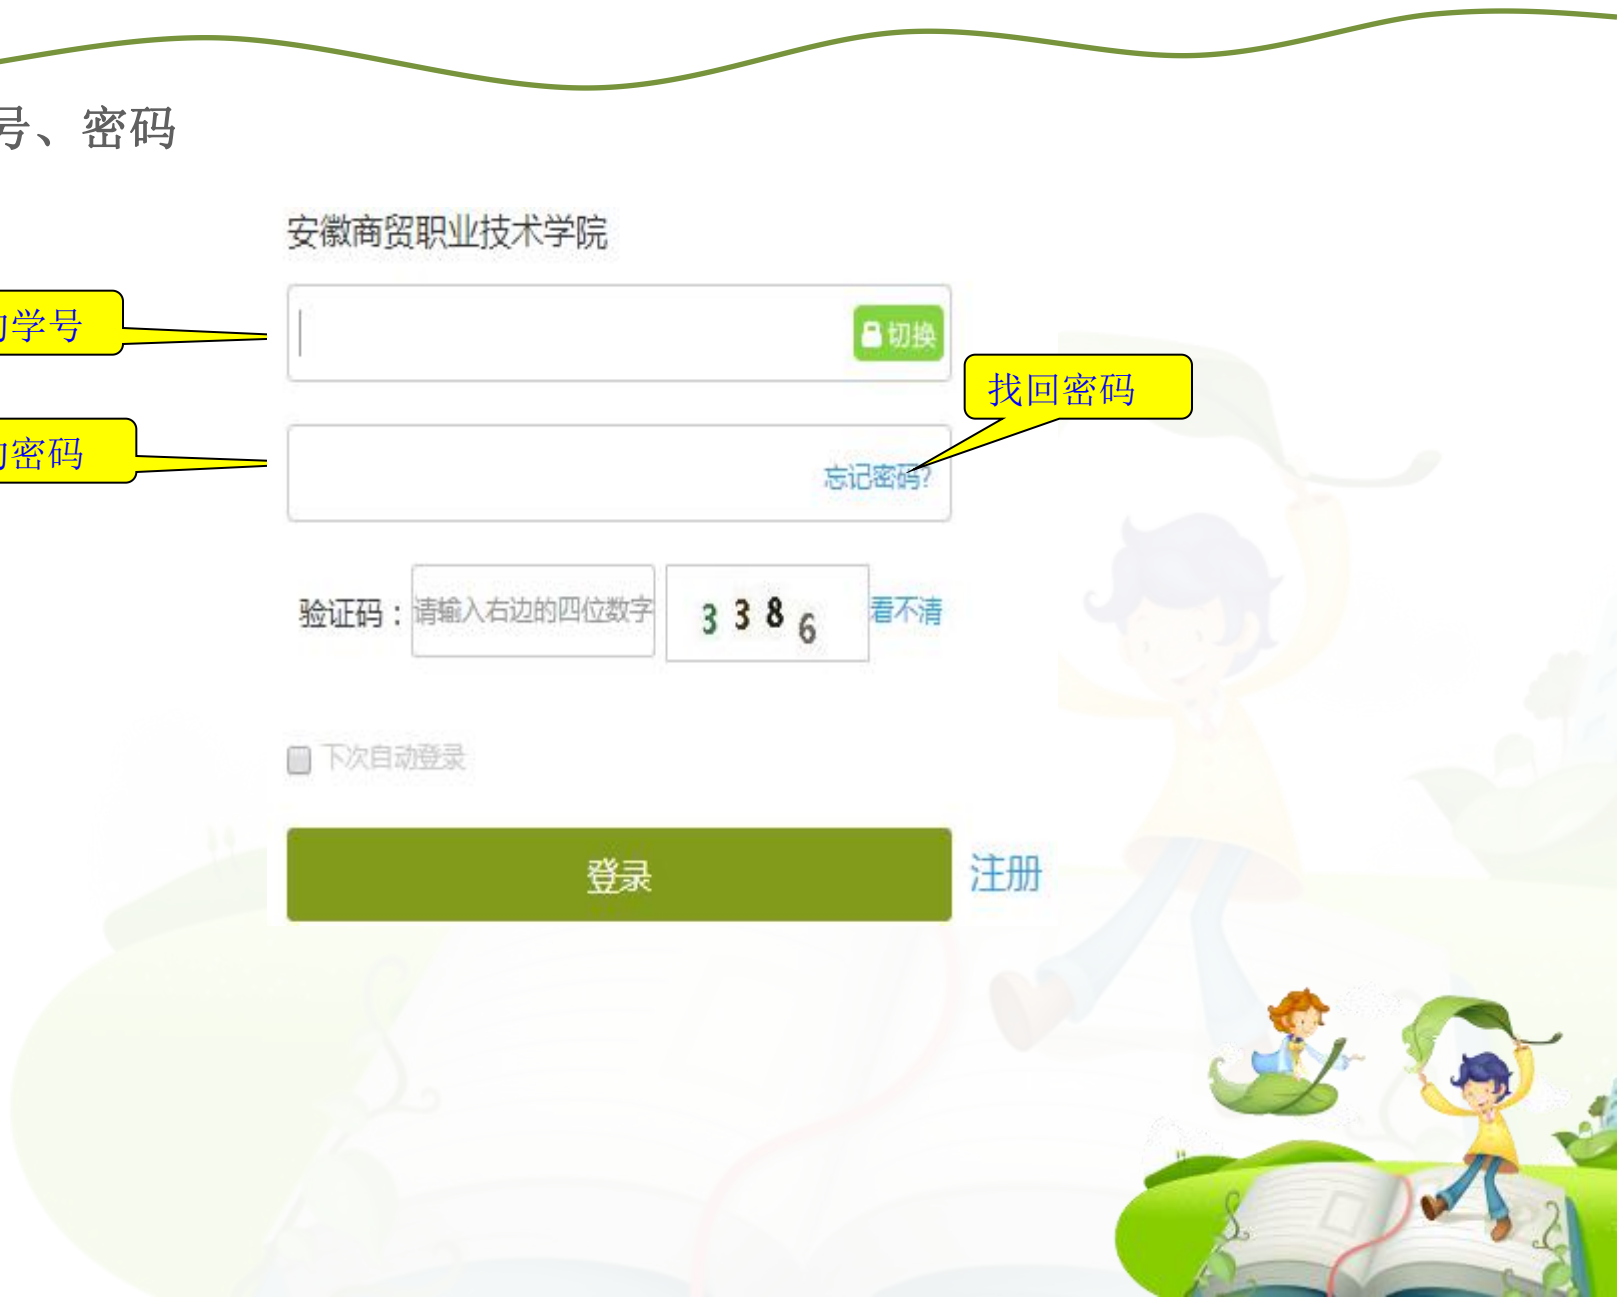 号、密码
安徽商贸职业技术学院
的学号
切换
找回密码
的密码
忘记密码?
验证码：
请输入右边的四位数字
3386
看不清
下次自动登录
登录
注册